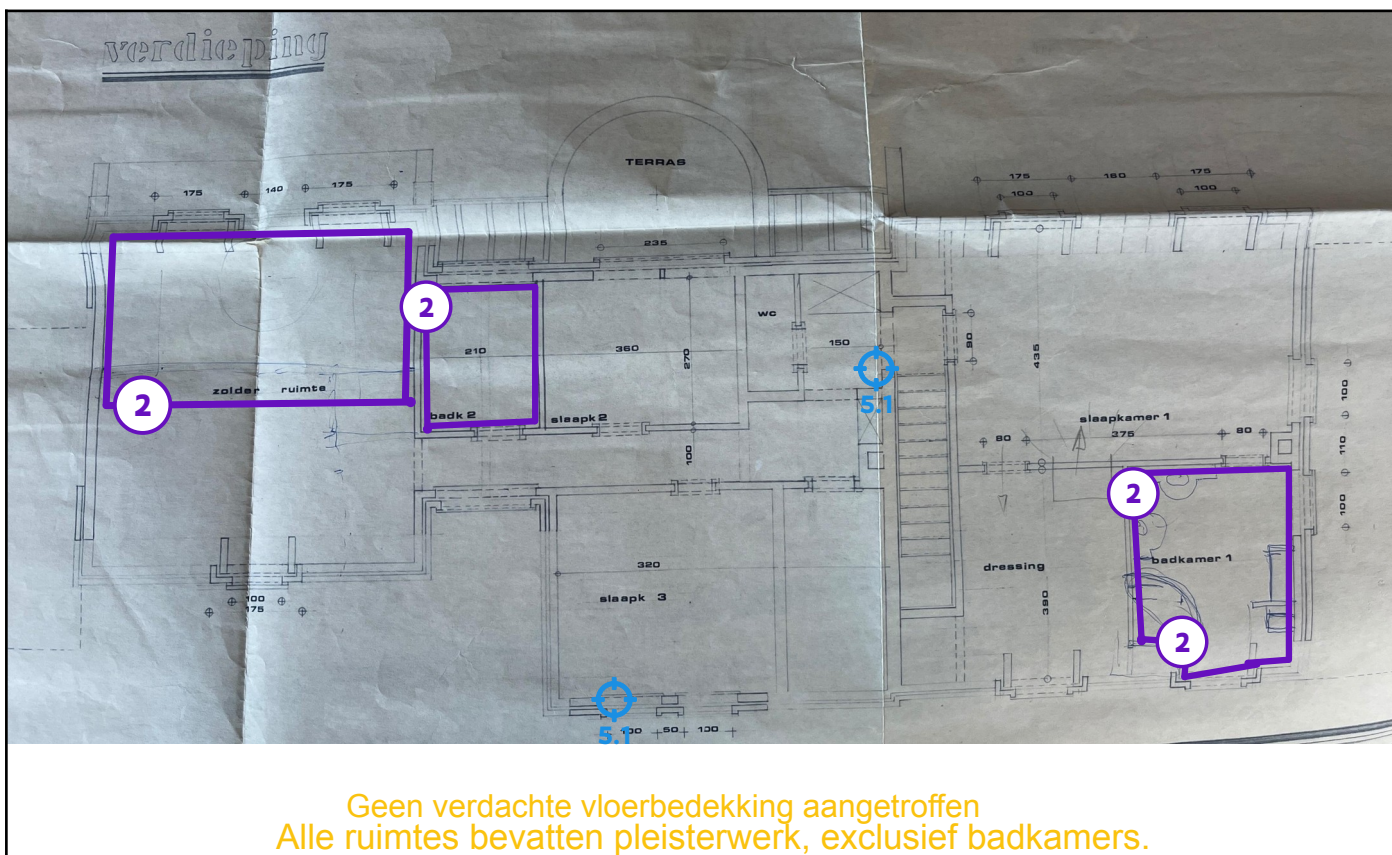 verdieping
TERRAS
175 140 175
175 160 175
100 100
235
2
210 360 270 wc 150 90 435
5.1
zolder ruimte
2
badk 2 slaapk 2
slaapkamer 1
100
80 275 80
100
110
100
2
320
slaapk 3
dressing
badkamer 1
390
2
100
175
5.1
100 50 100
Geen verdachte vloerbedekking aangetroffen
Alle ruimtes bevatten pleisterwerk, exclusief badkamers.